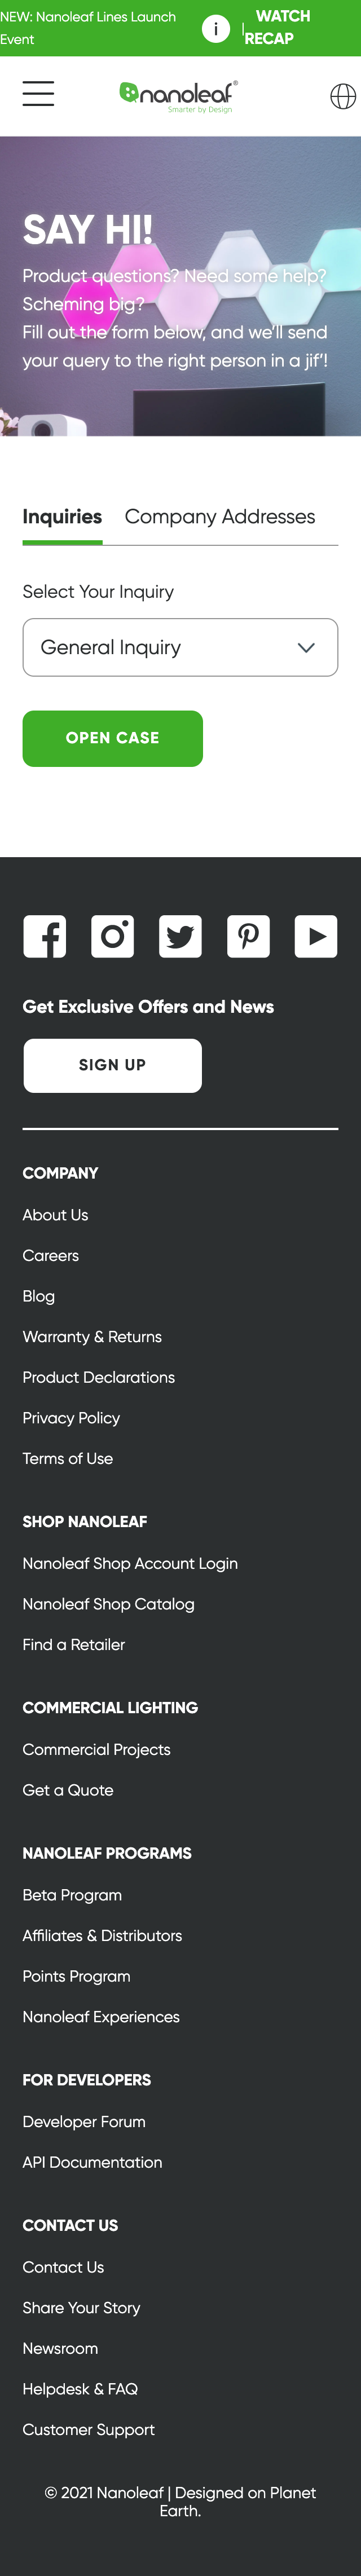 NEW: Nanoleaf Lines Launch
Event
i
| WATCH
RECAP
nanoleaf®
Smarter by Design
SAY HI!
Product questions? Need some help?
Scheming big?
Fill out the form below, and we'll send
your query to the right person in a jif'!
Inquiries Company Addresses
Select Your Inquiry
General Inquiry
OPEN CASE
Get Exclusive Offers and News
SIGN UP
COMPANY
About Us
Careers
Blog
Warranty & Returns
Product Declarations
Privacy Policy
Terms of Use
SHOP NANOLEAF
Nanoleaf Shop Account Login
Nanoleaf Shop Catalog
Find a Retailer
COMMERCIAL LIGHTING
Commercial Projects
Get a Quote
NANOLEAF PROGRAMS
Beta Program
Affiliates & Distributors
Points Program
Nanoleaf Experiences
FOR DEVELOPERS
Developer Forum
API Documentation
CONTACT US
Contact Us
Share Your Story
Newsroom
Helpdesk & FAQ
Customer Support
© 2021 Nanoleaf | Designed on Planet
Earth.